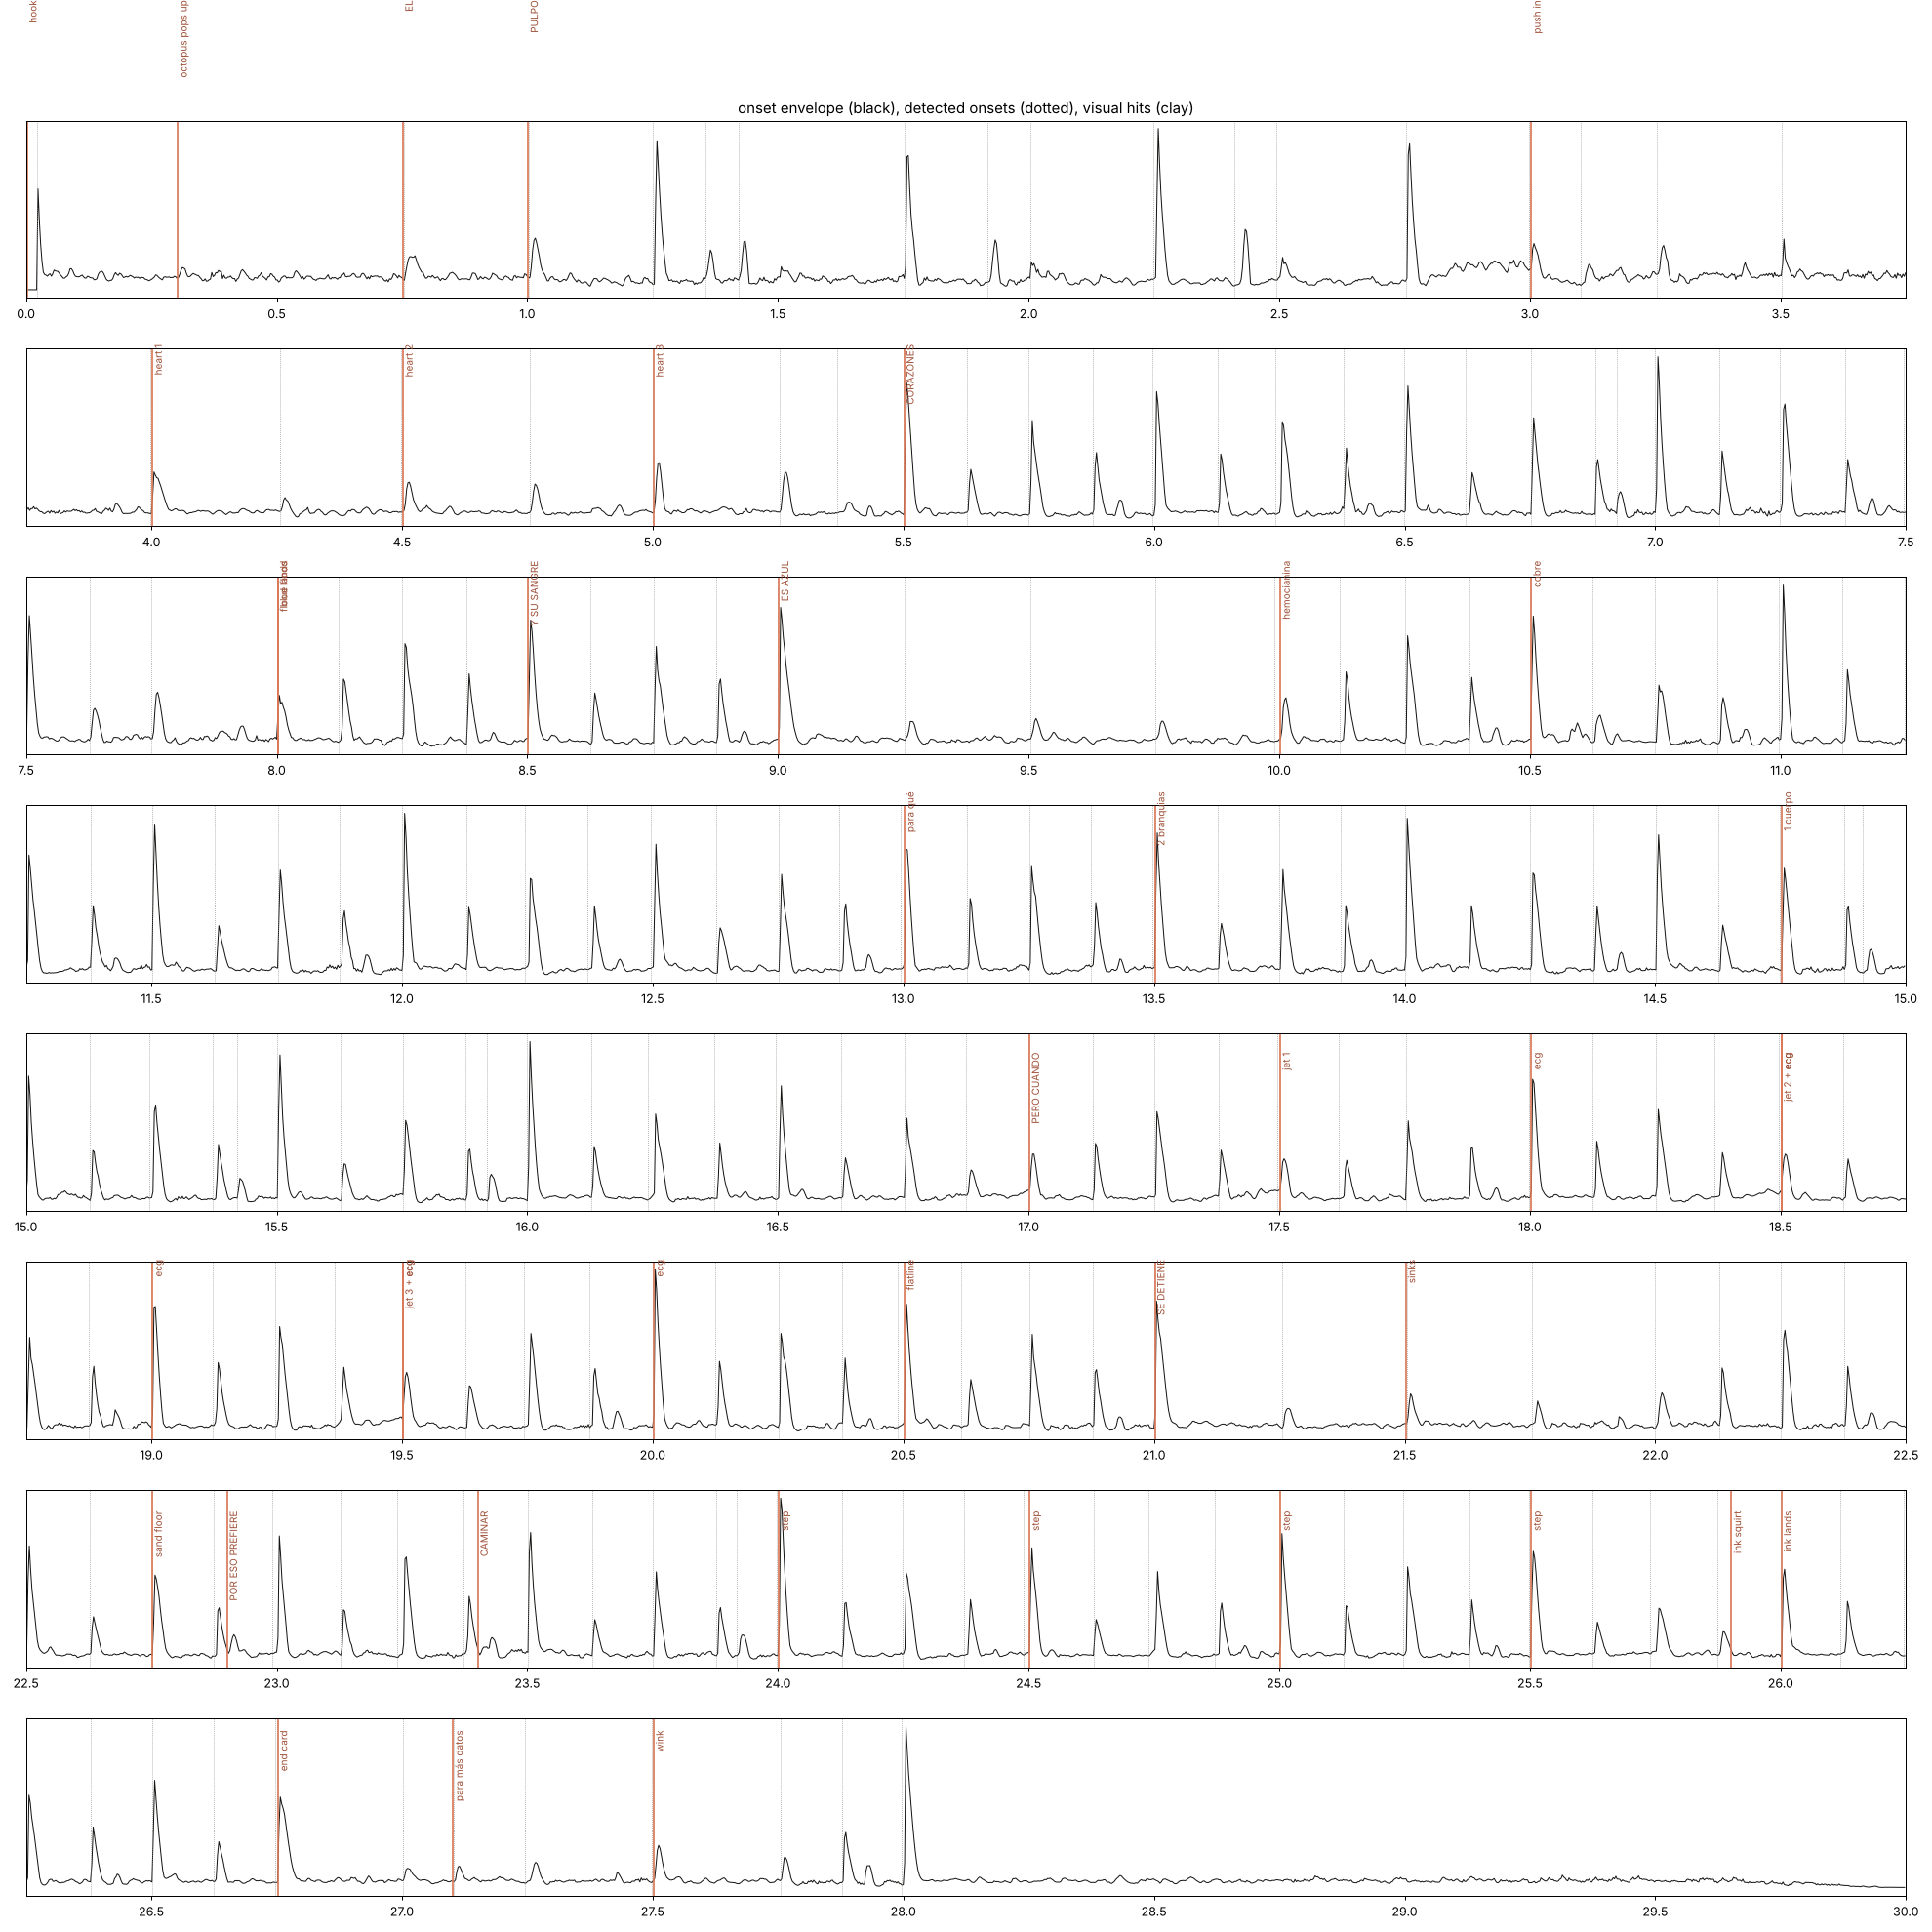 hook
octopus pops up
EL
PULPO
push in
onset envelope (black), detected onsets (dotted), visual hits (clay)
0.0 0.5 1.0 1.5 2.0 2.5 3.0 3.5
heart 1 heart 2 heart 3 CORAZONES
4.0 4.5 5.0 5.5 6.0 6.5 7.0 7.5
Y SU SANGRE ES AZUL hemocianina cobre
7.5 8.0 8.5 9.0 9.5 10.0 10.5 11.0
para qué 2 branquias 1 cuerpo
11.5 12.0 12.5 13.0 13.5 14.0 14.5 15.0
PERO CUANDO jet 1 ecg jet 2 + ecg
15.0 15.5 16.0 16.5 17.0 17.5 18.0 18.5
ecg jet 3 + ecg ecg flatline SE DETIENE sinks
19.0 19.5 20.0 20.5 21.0 21.5 22.0 22.5
sand floor POR ESO PREFIERE CAMINAR step step step step ink squirt ink lands
22.5 23.0 23.5 24.0 24.5 25.0 25.5 26.0
end card para más datos wink
26.5 27.0 27.5 28.0 28.5 29.0 29.5 30.0